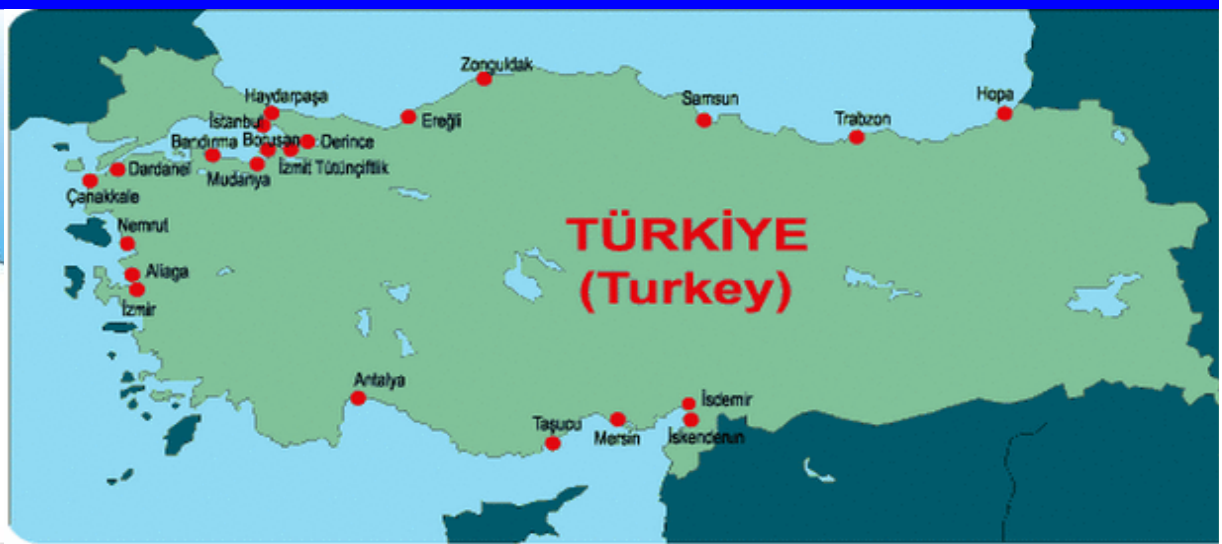 Zonguldak
Haydarpaşa
Hopa
Samsun
İstanbul
Ereğli
Trabzon
Bandırma
Borusan
Derince
Dardanel
Mudanya
İzmit Tütünçiftlik
Çanakkale
Nemrut
TÜRKİYE
(Turkey)
Aliaga
İzmir
Antalya
İsdemir
Taşucu
Mersin
İskenderun